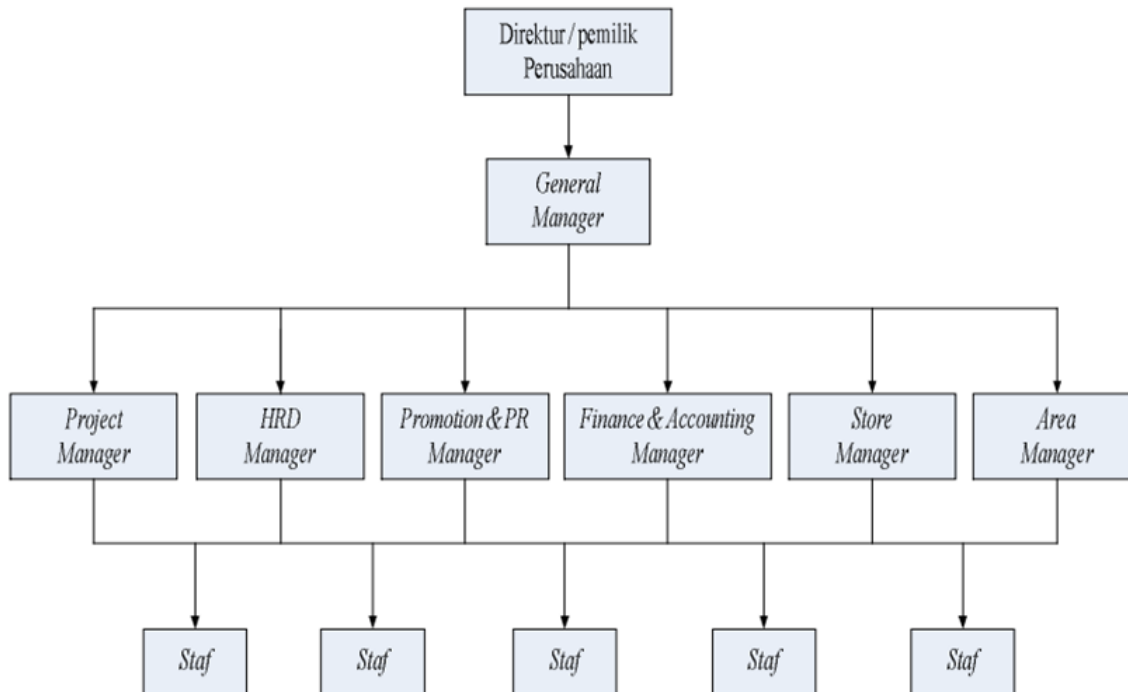 Direktur / pemilik
Perusahaan
General
Manager
Project
Manager
HRD
Manager
Promotion & PR
Manager
Finance & Accounting
Manager
Store
Manager
Area
Manager
Staf
Staf
Staf
Staf
Staf